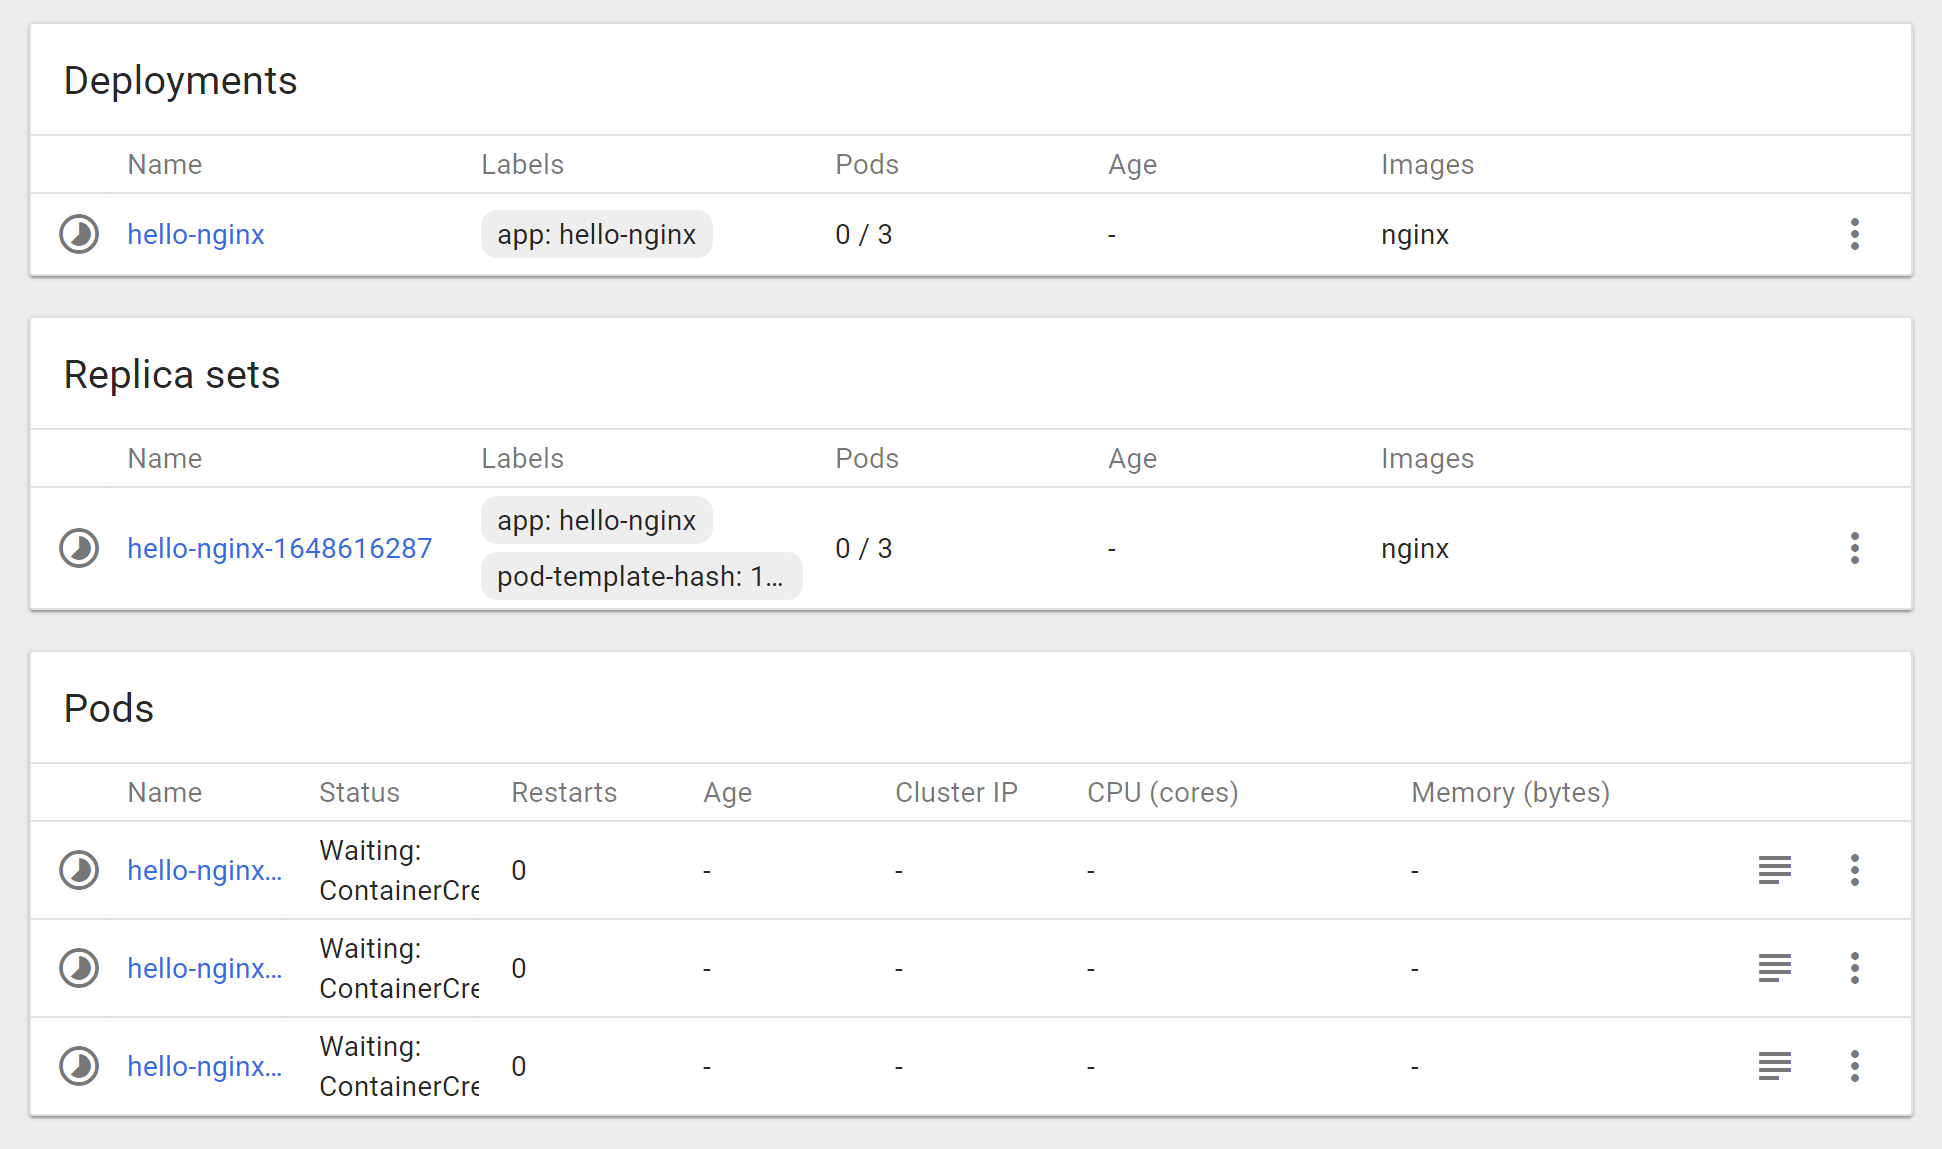 Deployments
Name Labels Pods Age Images
hello-nginx app: hello-nginx 0 / 3 - nginx
Replica sets
Name Labels Pods Age Images
app: hello-nginx
hello-nginx-1648616287 0 / 3 - nginx
pod-template-hash: 1...
Pods
Name Status Restarts Age Cluster IP CPU (cores) Memory (bytes)
Waiting:
hello-nginx... 0 - - - -
ContainerCre
Waiting:
hello-nginx... 0 - - - -
ContainerCre
Waiting:
hello-nginx... 0 - - - -
ContainerCre